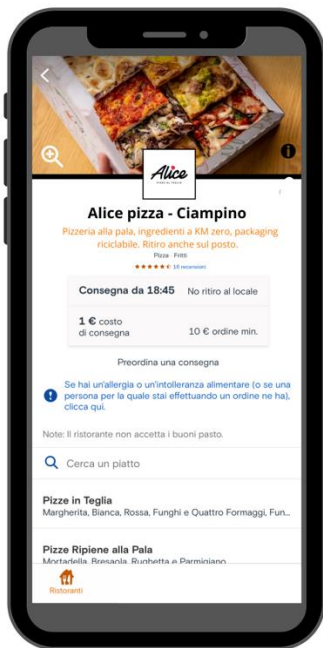 Alice
PIZZA AL TAGLIO
Alice pizza - Ciampino
Pizzeria alla pala, ingredienti a KM zero, packaging
riciclabile. Ritiro anche sul posto.
Pizza · Fritti
16 recensioni
Consegna da 18:45 No ritiro al locale
1 € costo
di consegna 10 € ordine min.
Preordina una consegna
Se hai un'allergia o un'intolleranza alimentare (o se una
persona per la quale stai effettuando un ordine ne ha),
clicca qui.
Note: Il ristorante non accetta i buoni pasto.
Cerca un piatto
Pizze in Teglia
Margherita, Bianca, Rossa, Funghi e Quattro Formaggi, Fun...
Pizze Ripiene alla Pala
Mortadella, Bresaola, Rughetta e Parmigiano
Ristoranti